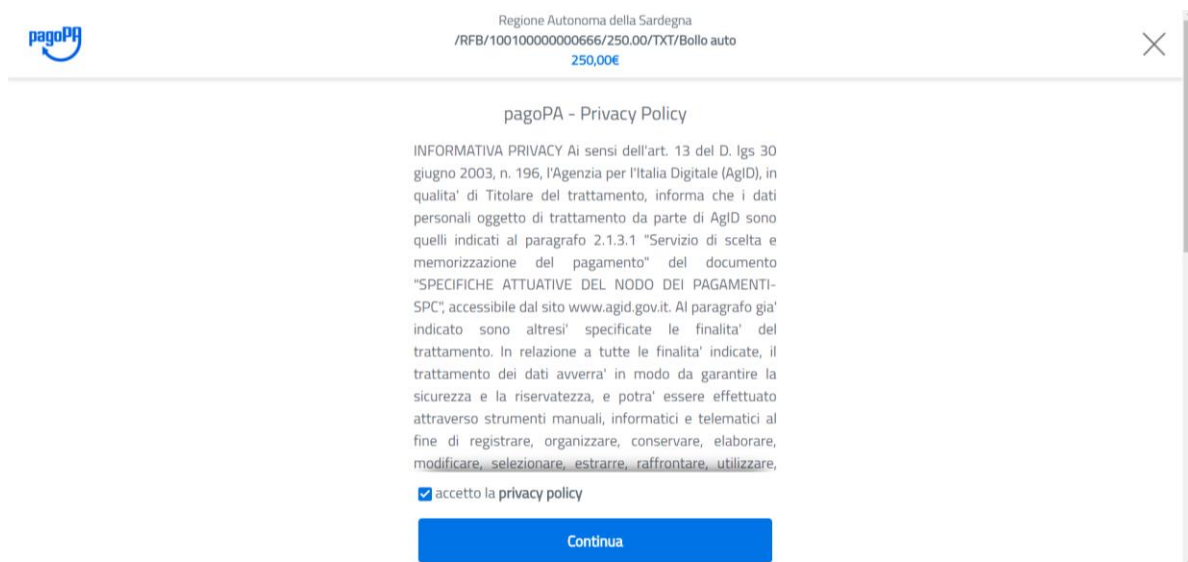 pagoPA
Regione Autonoma della Sardegna
/RFB/100100000000666/250.00/TXT/Bollo auto
250,00€
pagoPA - Privacy Policy
INFORMATIVA PRIVACY Ai sensi dell'art. 13 del D. lgs 30
giugno 2003, n. 196, l'Agenzia per l'Italia Digitale (AgID), in
qualita' di Titolare del trattamento, informa che i dati
personali oggetto di trattamento da parte di AgID sono
quelli indicati al paragrafo 2.1.3.1 "Servizio di scelta e
memorizzazione del pagamento" del documento
"SPECIFICHE ATTUATIVE DEL NODO DEI PAGAMENTI-
SPC", accessibile dal sito www.agid.gov.it. Al paragrafo gia'
indicato sono altresi' specificate le finalita' del
trattamento. In relazione a tutte le finalita' indicate, il
trattamento dei dati avverra' in modo da garantire la
sicurezza e la riservatezza, e potra' essere effettuato
attraverso strumenti manuali, informatici e telematici al
fine di registrare, organizzare, conservare, elaborare,
modificare, selezionare, estrarre, raffrontare, utilizzare,
accetto la privacy policy
Continua